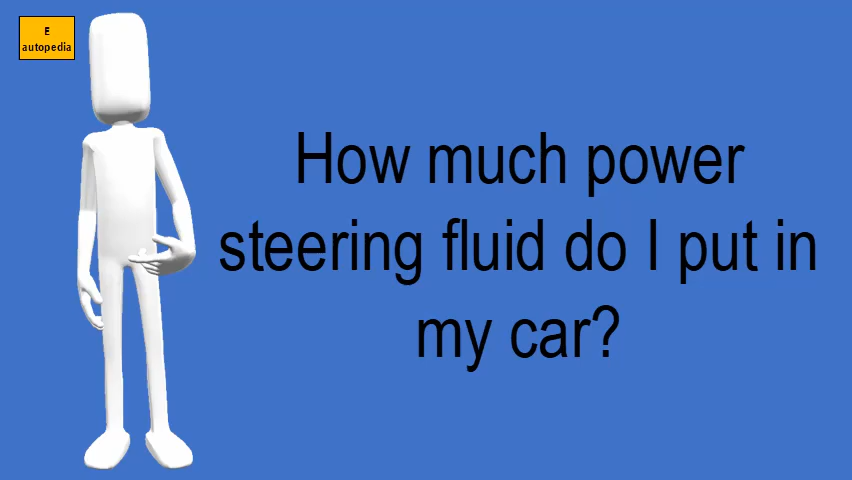 E
autopedia
How much power
steering fluid do I put in
my car?